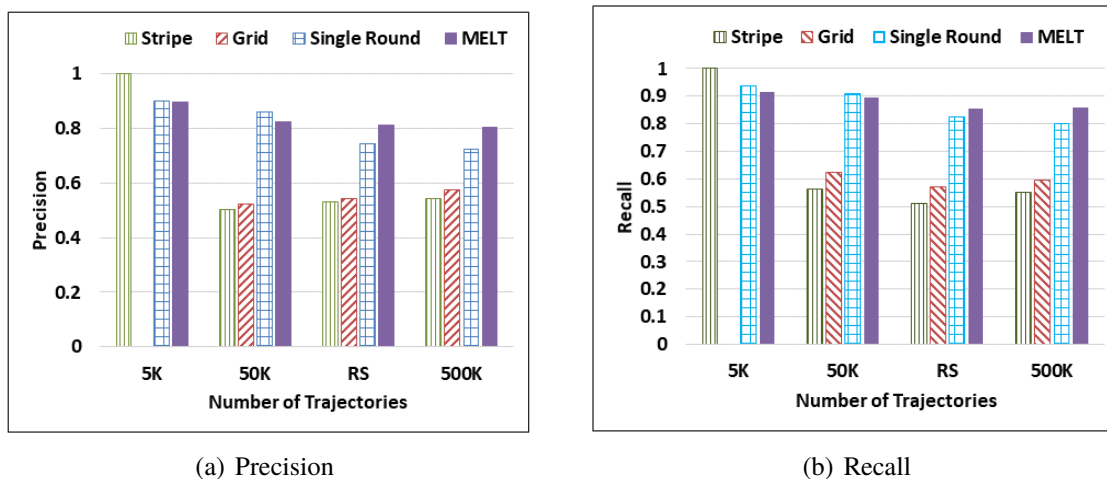 Stripe Grid Single Round MELT
1
0.8
0.6
0.4
0.2
0
Precision
5K 50K RS 500K
Number of Trajectories
(a) Precision
Stripe Grid Single Round MELT
1
0.9
0.8
0.7
0.6
0.5
0.4
0.3
0.2
0.1
0
Recall
5K 50K RS 500K
Number of Trajectories
(b) Recall